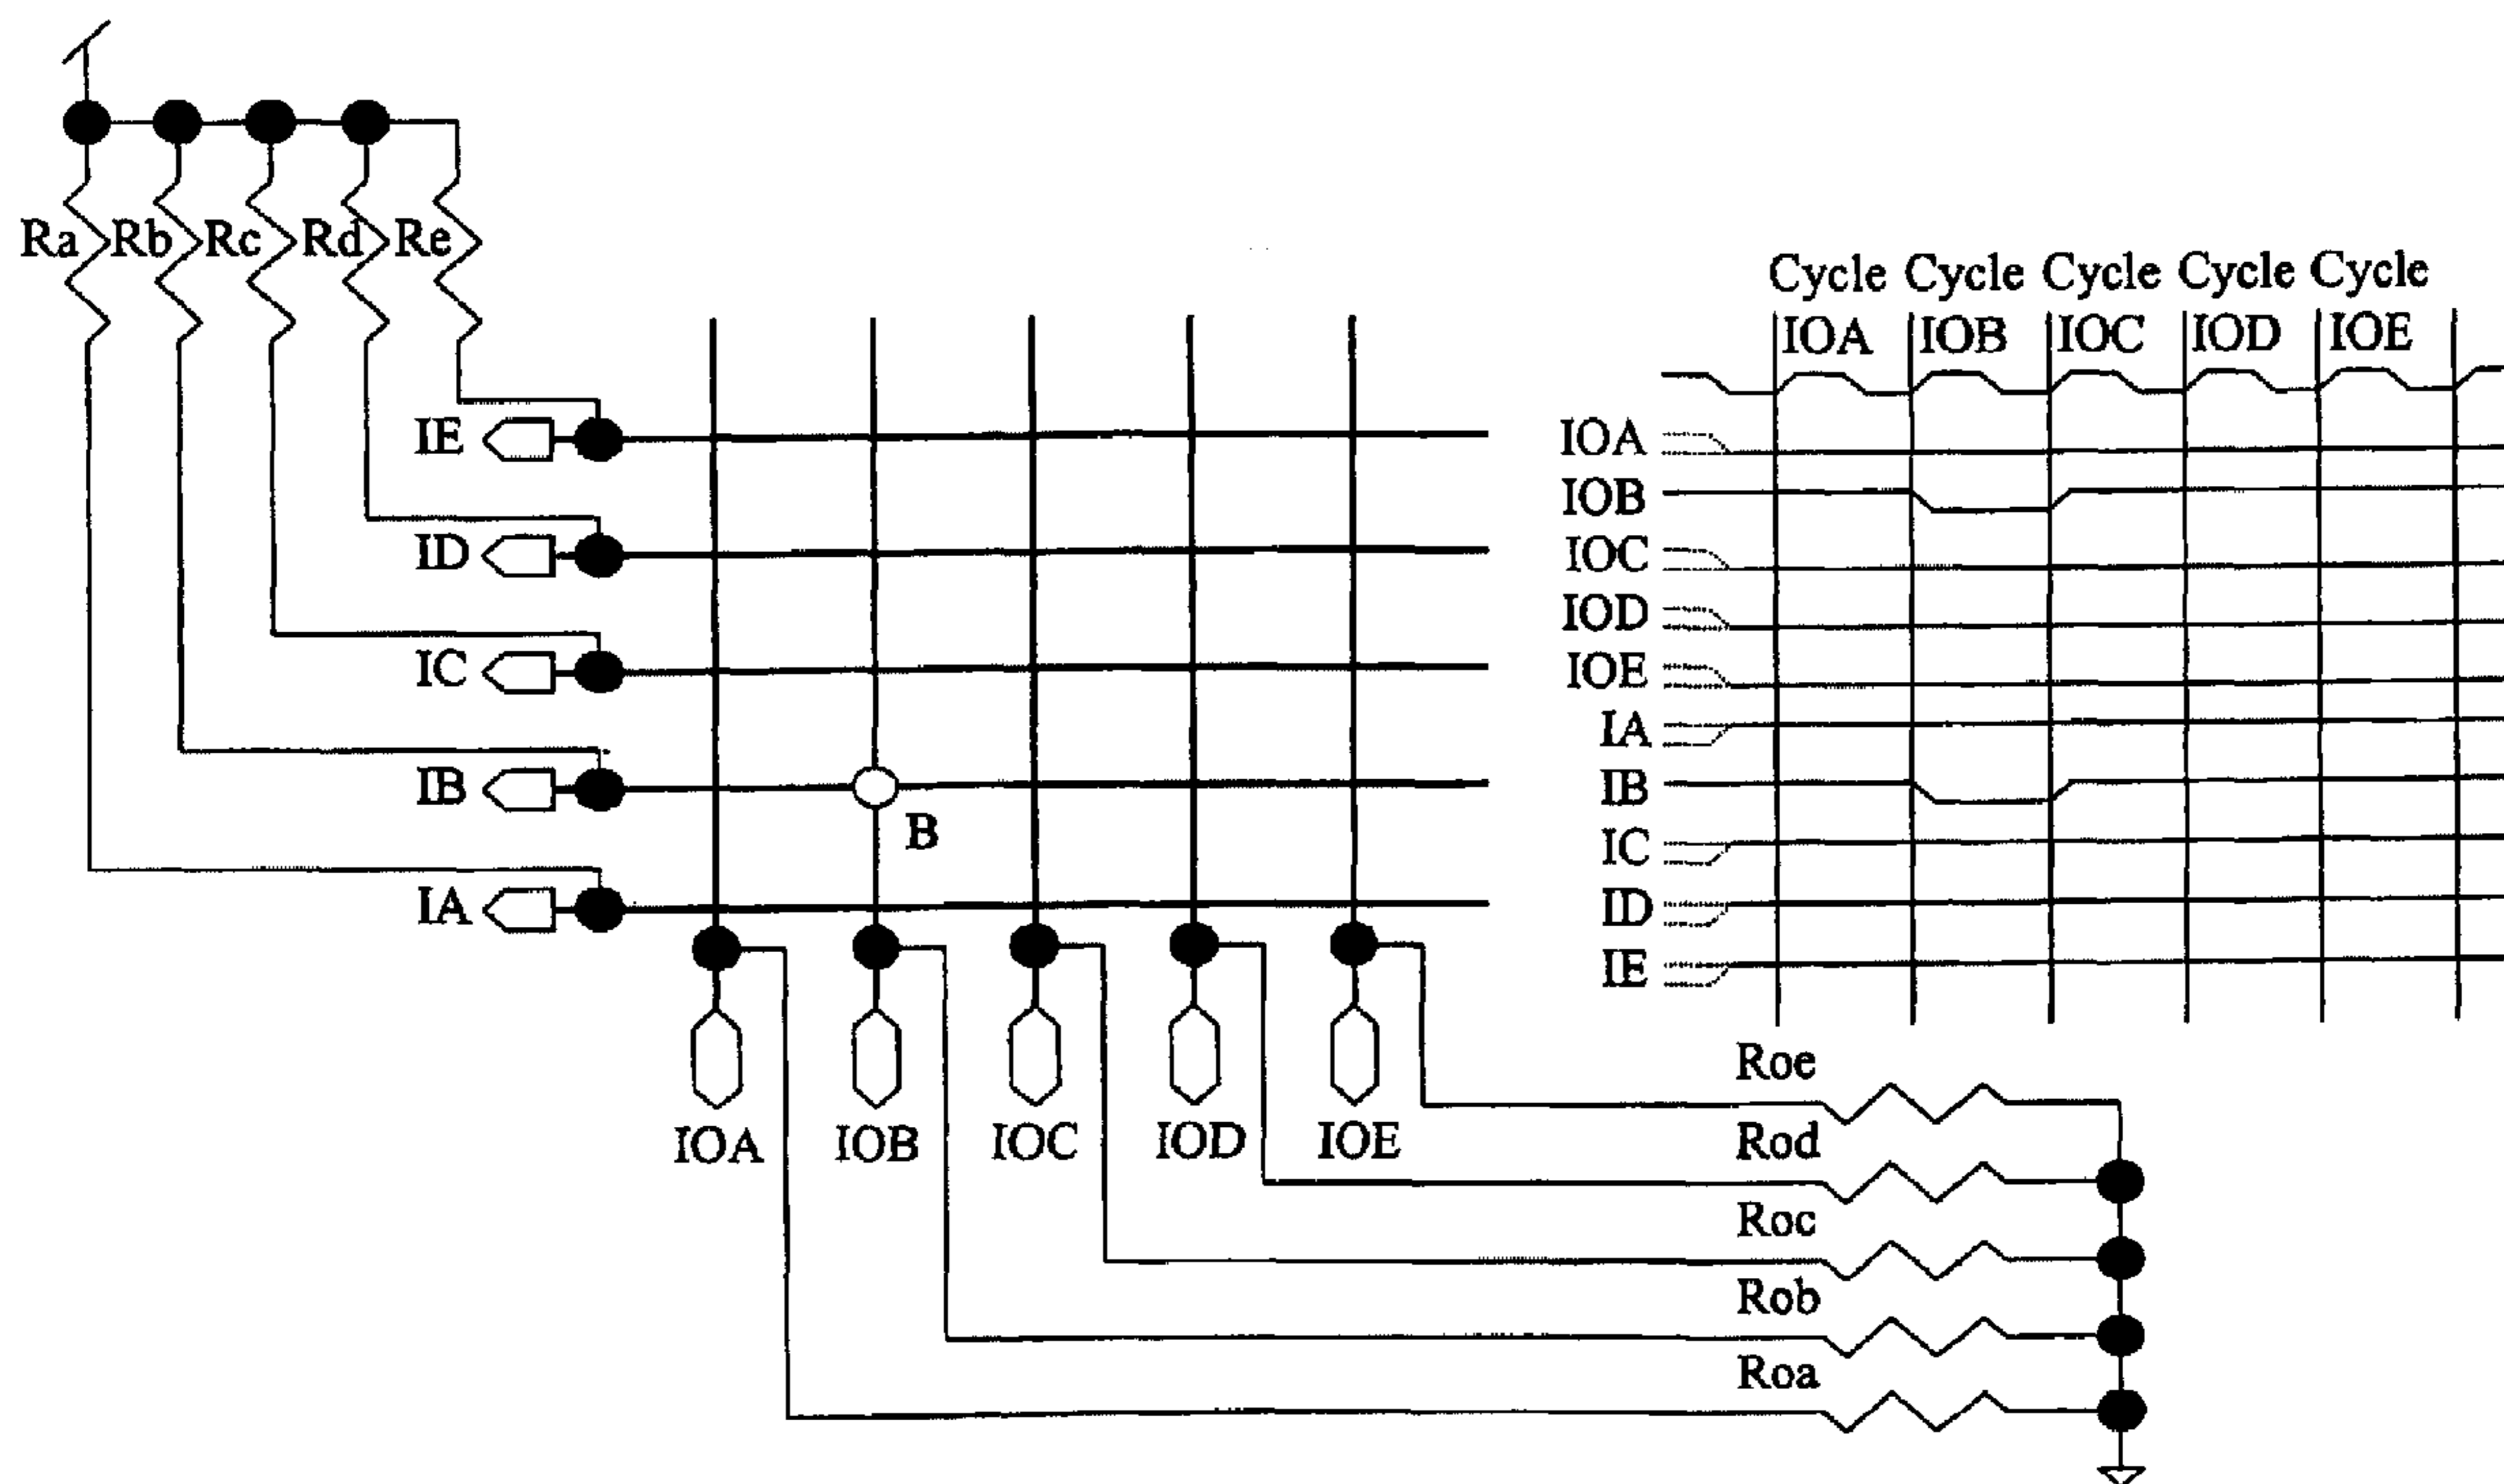 Ra Rb Rc Rd Re
IE
ID
IC
IB
B
IA
IOA IOB IOC IOD IOE
Cycle Cycle Cycle Cycle Cycle
IOA IOB IOC IOD IOE
IOA
IOB
IOC
IOD
IOE
IA
IB
IC
ID
IE
Roe
Rod
Roc
Rob
Roa